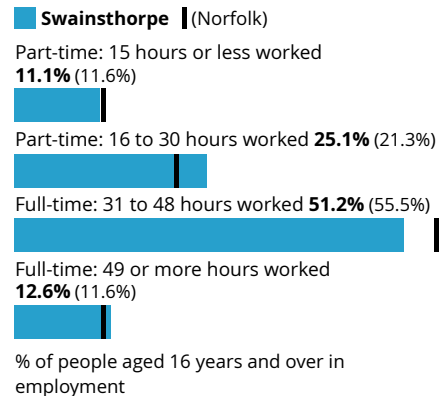 Swainsthorpe (Norfolk)
Part-time: 15 hours or less worked
11.1% (11.6%)
Part-time: 16 to 30 hours worked 25.1% (21.3%)
Full-time: 31 to 48 hours worked 51.2% (55.5%)
Full-time: 49 or more hours worked
12.6% (11.6%)
% of people aged 16 years and over in
employment